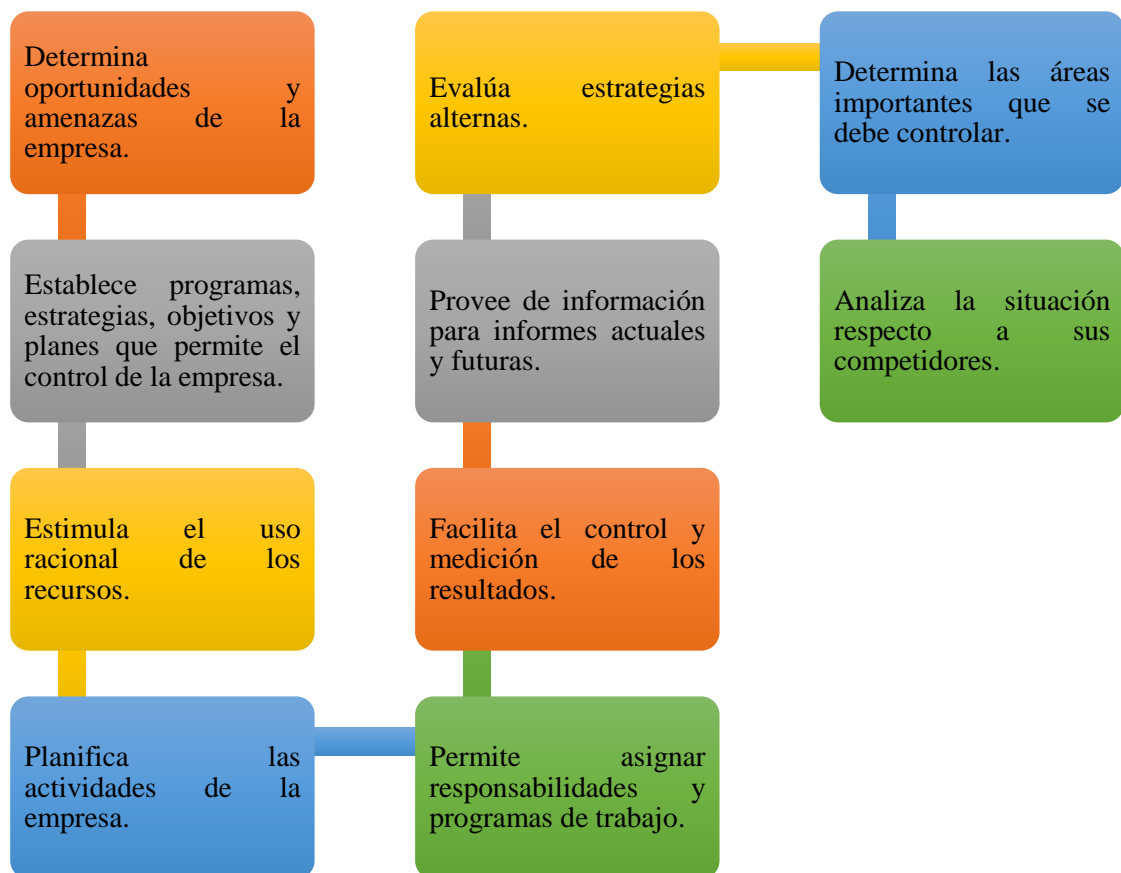 Determina
oportunidades y
amenazas de la
empresa.
Establece programas,
estrategias, objetivos y
planes que permite el
control de la empresa.
Estimula el uso
racional de los
recursos.
Planifica las
actividades de la
empresa.
Permite asignar
responsabilidades y
programas de trabajo.
Facilita el control y
medición de los
resultados.
Provee de información
para informes actuales
y futuras.
Evalúa estrategias
alternas.
Determina las áreas
importantes que se
debe controlar.
Analiza la situación
respecto a sus
competidores.